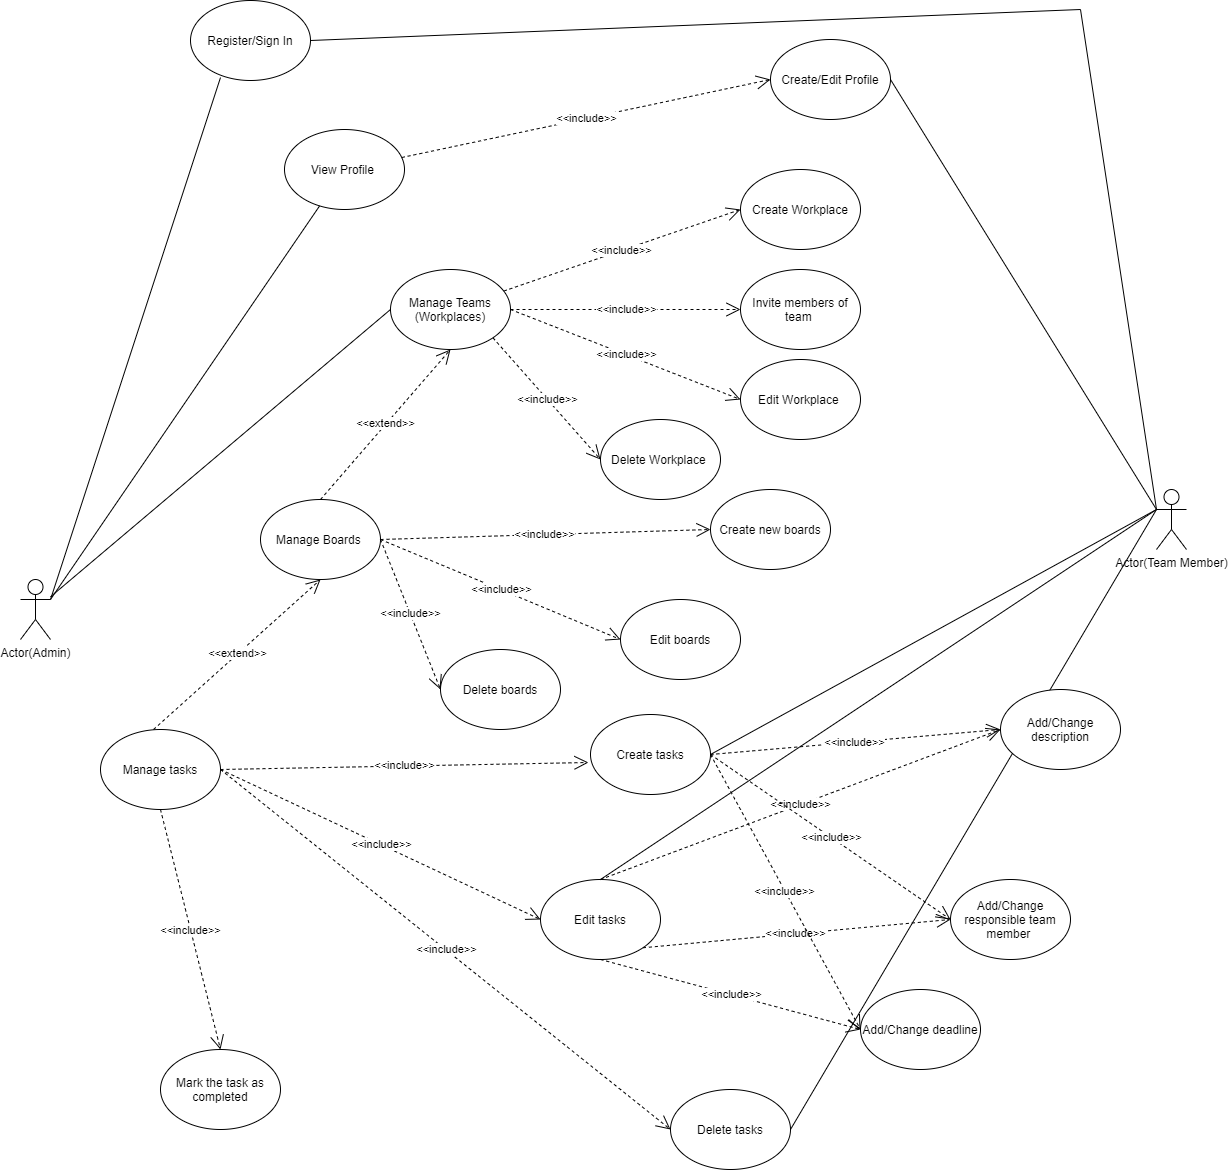 Register/Sign In
Create/Edit Profile
<<include>>
View Profile
Create Workplace
<<include>>
Manage Teams
(Workplaces)
<<include>>
Invite members of
team
<<include>>
Edit Workplace
<<include>>
<<extend>>
Delete Workplace
Manage Boards
<<include>>
Create new boards
Actor(Team Member)
<<include>>
<<include>>
Edit boards
Actor(Admin)
<<extend>>
Delete boards
Add/Change
description
<<include>>
Create tasks
Manage tasks
<<include>>
<<include>>
<<include>>
<<include>>
<<include>>
Add/Change
responsible team
member
Edit tasks
<<include>>
<<include>>
<<include>>
<<include>>
Add/Change deadline
Mark the task as
completed
Delete tasks